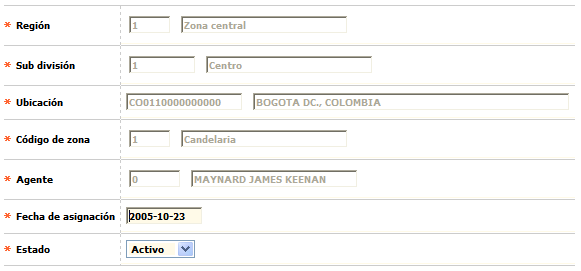 * Región 1 Zona central
* Sub división 1 Centro
* Ubicación CO0110000000000 BOGOTA DC., COLOMBIA
* Código de zona 1 Candelaria
* Agente 0 MAYNARD JAMES KEENAN
* Fecha de asignación 2005-10-23
* Estado Activo